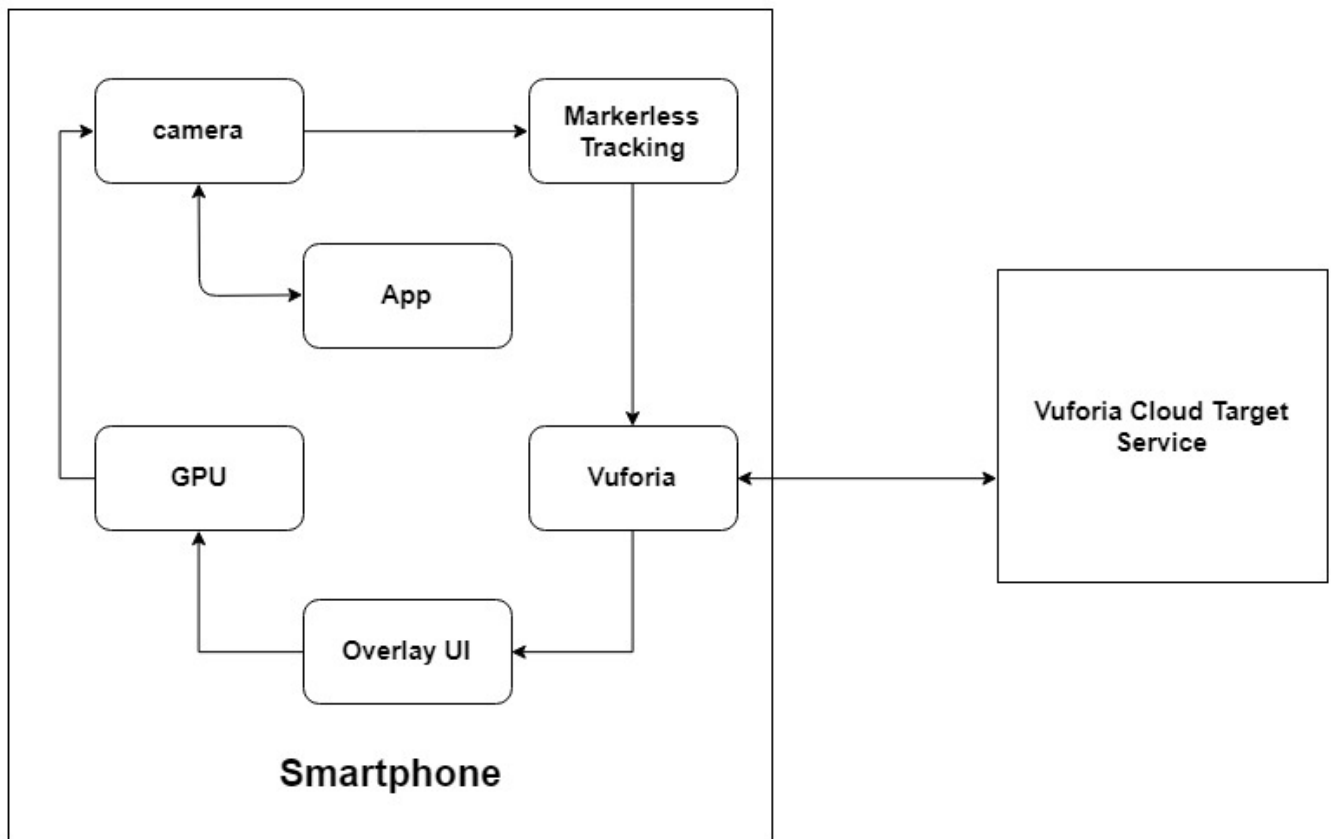 camera
Markerless
Tracking
App
GPU
Vuforia
Vuforia Cloud Target
Service
Overlay UI
Smartphone